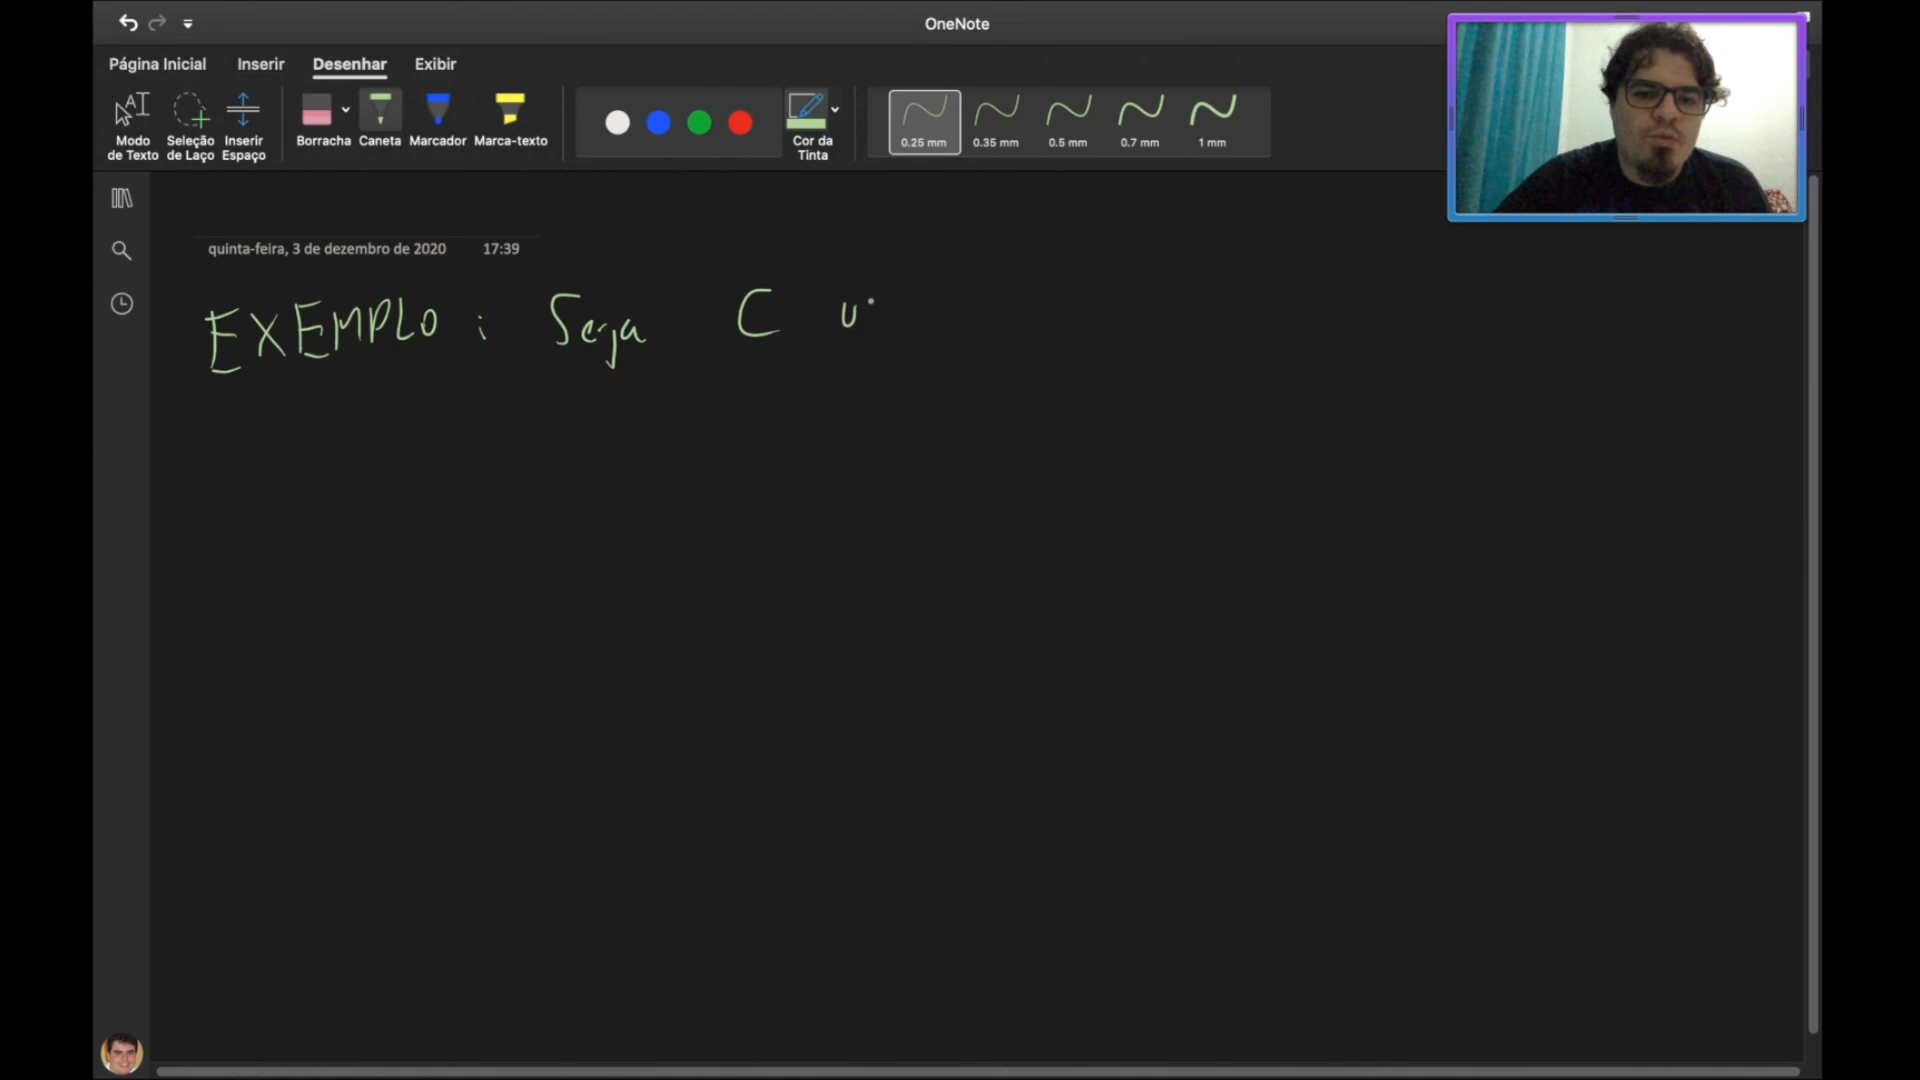 OneNote
Página Inicial Inserir Desenhar Exibir
Modo de Texto Seleção de Laço Inserir Espaço Borracha Caneta Marcador Marca-texto Cor da Tinta 0.25 mm 0.35 mm 0.5 mm 0.7 mm 1 mm
quinta-feira, 3 de dezembro de 2020 17:39
EXEMPLO : Seja C u